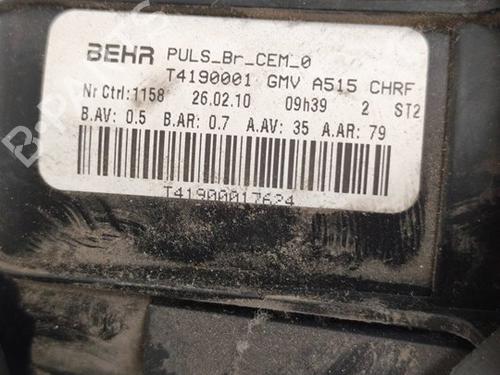 BEHR PULS_Br_CEM_0
T4190001 GMV A515 CHRF
Nr Ctrl:1158 26.02.10 09h39 2 ST2
B.AV: 0.5 B.AR: 0.7 A.AV: 35 A.AR: 79
T41900017624